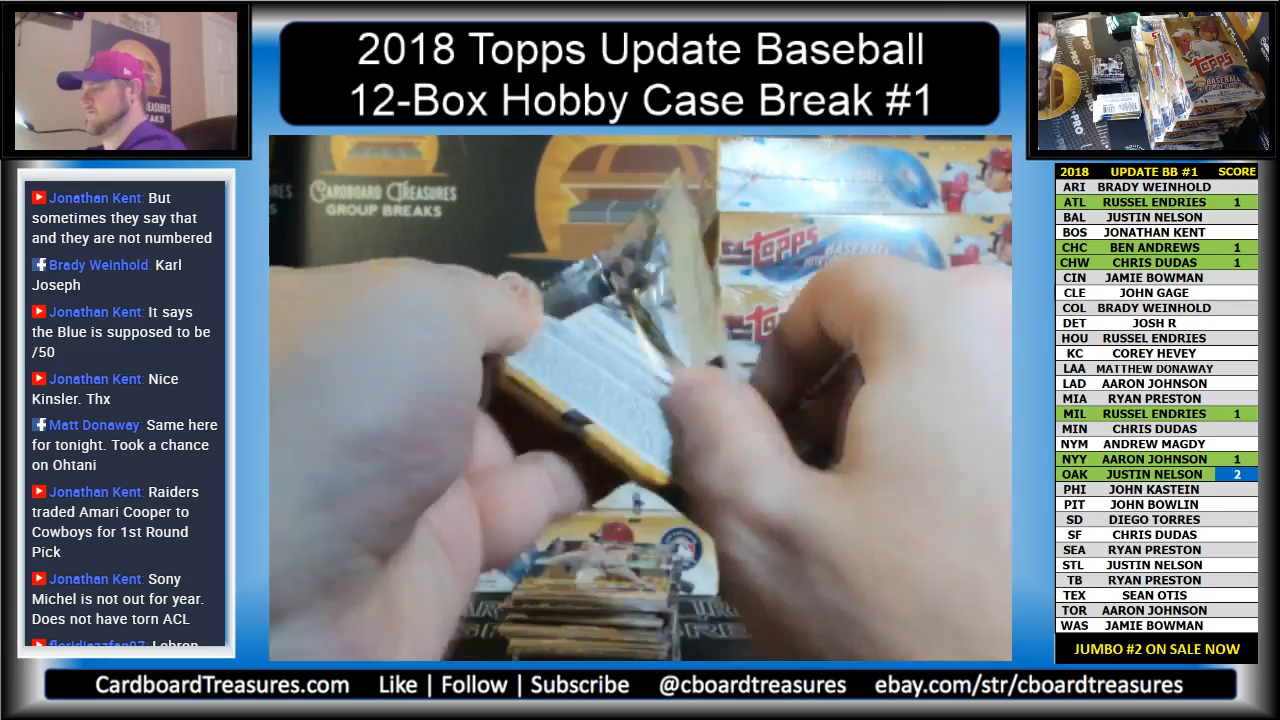 2018 Topps Update Baseball
12-Box Hobby Case Break #1
Jonathan Kent: But
sometimes they say that
and they are not numbered
Brady Weinhold: Karl
Joseph
Jonathan Kent: It says
the Blue is supposed to be
/50
Jonathan Kent: Nice
Kinsler. Thx
Matt Donaway: Same here
for tonight. Took a chance
on Ohtani
Jonathan Kent: Raiders
traded Amari Cooper to
Cowboys for 1st Round
Pick
Jonathan Kent: Sony
Michel is not out for year.
Does not have torn ACL
CARDBOARD TREASURES
GROUP BREAKS
Topps BASEBALL
Topps
2018 UPDATE BB #1 SCORE
ARI BRADY WEINHOLD
ATL RUSSEL ENDRIES 1
BAL JUSTIN NELSON
BOS JONATHAN KENT
CHC BEN ANDREWS 1
CHW CHRIS DUDAS 1
CIN JAMIE BOWMAN
CLE JOHN GAGE
COL BRADY WEINHOLD
DET JOSH R
HOU RUSSEL ENDRIES
KC COREY HEVEY
LAA MATTHEW DONAWAY
LAD AARON JOHNSON
MIA RYAN PRESTON
MIL RUSSEL ENDRIES 1
MIN CHRIS DUDAS
NYM ANDREW MAGDY
NYY AARON JOHNSON 1
OAK JUSTIN NELSON 2
PHI JOHN KASTEIN
PIT JOHN BOWLIN
SD DIEGO TORRES
SF CHRIS DUDAS
SEA RYAN PRESTON
STL JUSTIN NELSON
TB RYAN PRESTON
TEX SEAN OTIS
TOR AARON JOHNSON
WAS JAMIE BOWMAN
JUMBO #2 ON SALE NOW
CardboardTreasures.com Like | Follow | Subscribe @cboardtreasures ebay.com/str/cboardtreasures